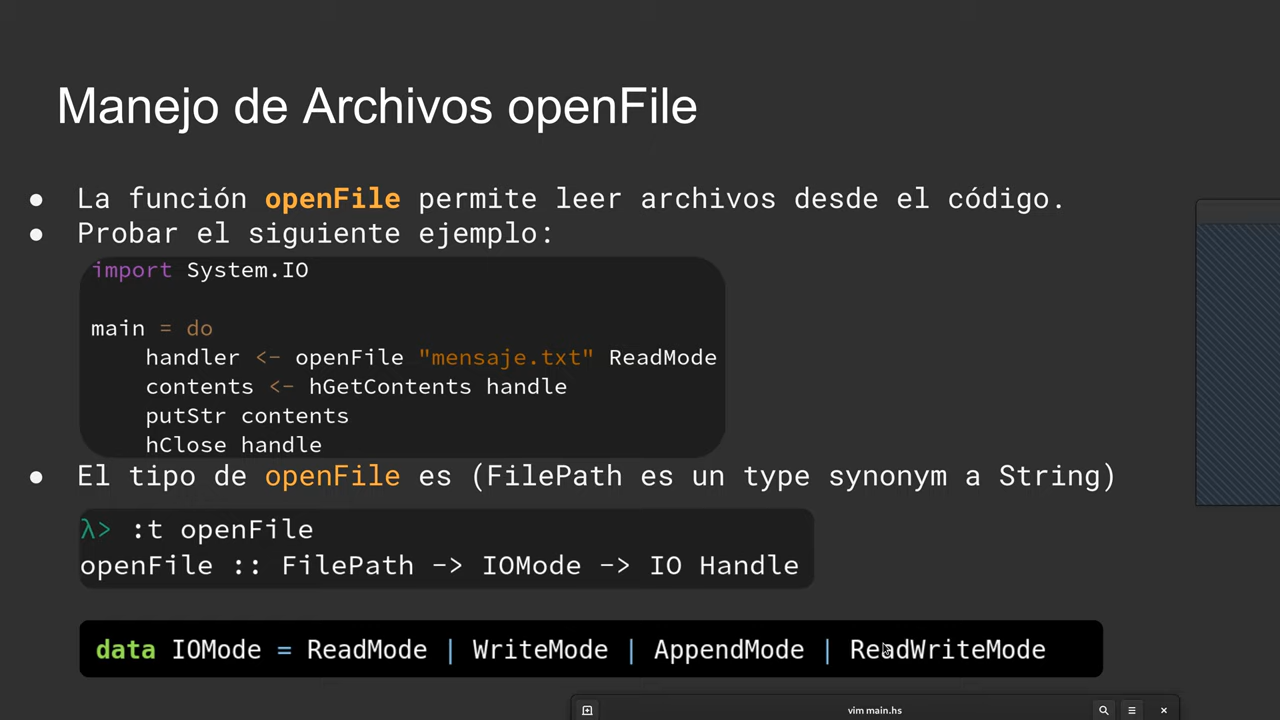 Manejo de Archivos openFile
● La función openFile permite leer archivos desde el código.
● Probar el siguiente ejemplo:
import System.IO
main = do
handler <- openFile "mensaje.txt" ReadMode
contents <- hGetContents handle
putStr contents
hClose handle
● El tipo de openFile es (FilePath es un type synonym a String)
λ> :t openFile
openFile :: FilePath -> IOMode -> IO Handle
data IOMode = ReadMode | WriteMode | AppendMode | ReadWriteMode
vim main.hs